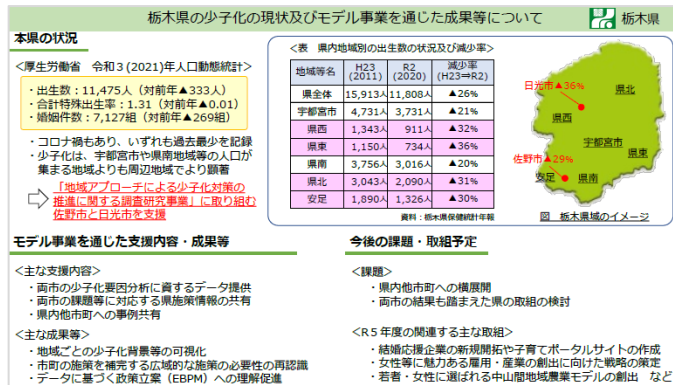 栃木県の少子化の現状及びモデル事業を通じた成果等について
栃木県
本県の状況
＜厚生労働省 令和3(2021)年人口動態統計＞
・出生数：11,475人（対前年▲333人）
・合計特殊出生率：1.31（対前年▲0.01）
・婚姻件数：7,127組（対前年▲269組）
・コロナ禍もあり、いずれも過去最少を記録
・少子化は、宇都宮市や県南地域等の人口が
集まる地域よりも周辺地域でより顕著
「地域アプローチによる少子化対策の
推進に関する調査研究事業」に取り組む
佐野市と日光市を支援
＜表 県内地域別の出生数の状況及び減少率＞
地域等名 H23(2011) R2(2020) 減少率(H23⇒R2)
県全体 15,913人 11,808人 ▲26%
宇都宮市 4,731人 3,731人 ▲21%
県西 1,343人 911人 ▲32%
県東 1,150人 734人 ▲36%
県南 3,756人 3,016人 ▲20%
県北 3,043人 2,090人 ▲31%
安足 1,890人 1,326人 ▲30%
資料：栃木県保健統計年報
日光市▲36%
県北
県西
宇都宮市
県東
佐野市▲29%
安足
県南
図 栃木県域のイメージ
モデル事業を通じた支援内容・成果等
＜主な支援内容＞
・両市の少子化要因分析に資するデータ提供
・両市の課題等に対応する県施策情報の共有
・県内他市町への事例共有
＜主な成果等＞
・地域ごとの少子化背景等の可視化
・市町の施策を補完する広域的な施策の必要性の再認識
・データに基づく政策立案（EBPM）への理解促進
今後の課題・取組予定
＜課題＞
・県内他市町への横展開
・両市の結果も踏まえた県の取組の検討
＜R５年度の関連する主な取組＞
・結婚応援企業の新規開拓や子育てポータルサイトの作成
・女性等に魅力ある雇用・産業の創出に向けた戦略の策定
・若者・女性に選ばれる中山間地域農業モデルの創出 など